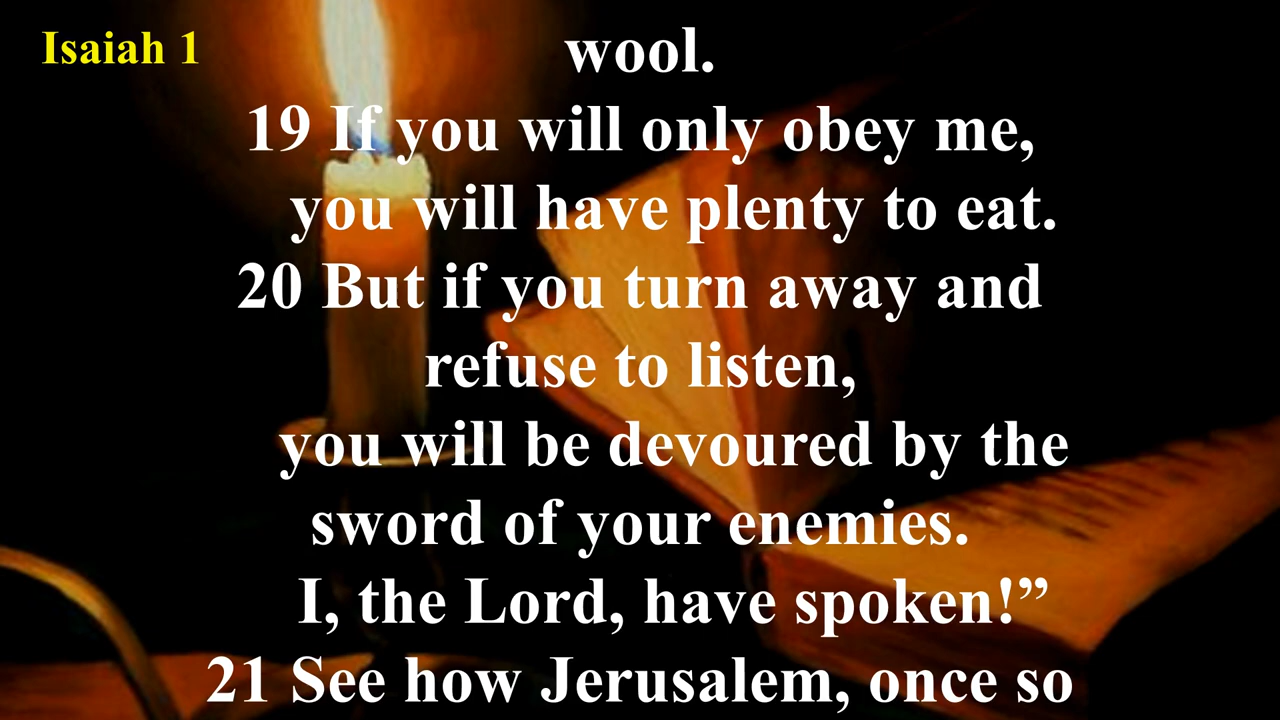 Isaiah 1
wool.
19 If you will only obey me,
you will have plenty to eat.
20 But if you turn away and
refuse to listen,
you will be devoured by the
sword of your enemies.
I, the Lord, have spoken!”
21 See how Jerusalem, once so